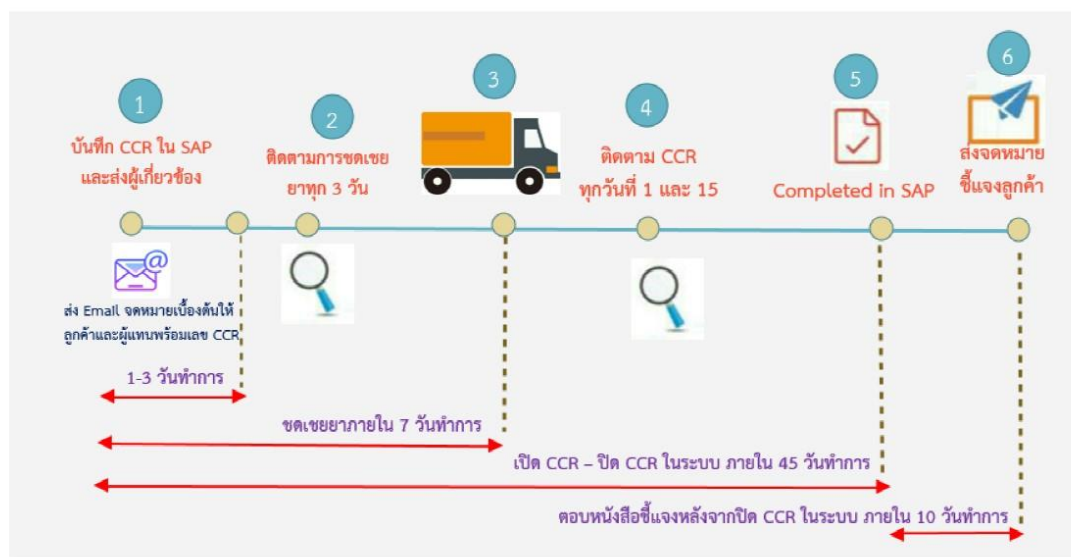 1
บันทึก CCR ใน SAP
และส่งผู้เกี่ยวข้อง
2
ติดตามการชดเชย
ยาทุก 3 วัน
3
4
ติดตาม CCR
ทุกวันที่ 1 และ 15
5
Completed in SAP
6
ส่งจดหมาย
ชี้แจงลูกค้า
@
ส่ง Email จดหมายเบื้องต้นให้
ลูกค้าและผู้แทนพร้อมเลข CCR
1-3 วันทำการ
ชดเชยยาภายใน 7 วันทำการ
เปิด CCR – ปิด CCR ในระบบ ภายใน 45 วันทำการ
ตอบหนังสือชี้แจงหลังจากปิด CCR ในระบบ ภายใน 10 วันทำการ